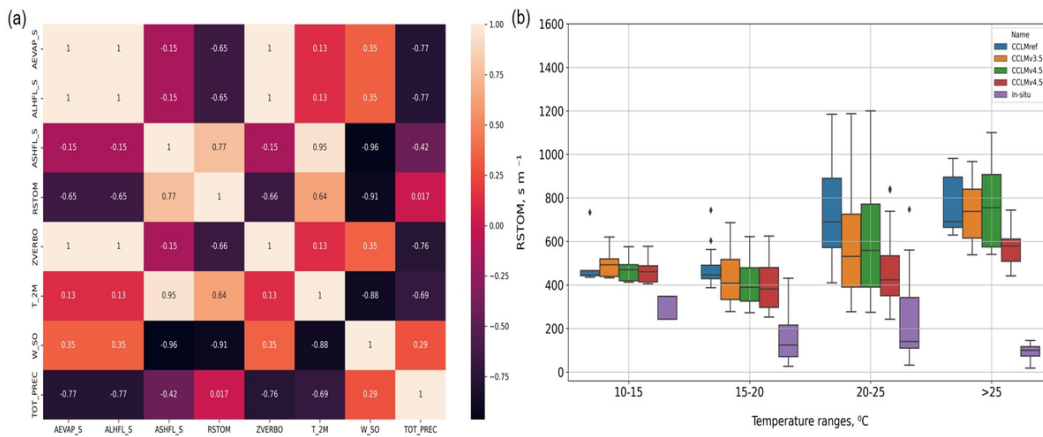 (a)
AEVAP_S 1 1 -0.15 -0.65 1 0.13 0.35 -0.77
ALHFL_S 1 1 -0.15 -0.65 1 0.13 0.35 -0.77
ASHFL_S -0.15 -0.15 1 0.77 -0.15 0.95 -0.96 -0.42
RSTOM -0.65 -0.65 0.77 1 -0.66 0.64 -0.91 0.017
ZVERBO 1 1 -0.15 -0.66 1 0.13 0.35 -0.76
T_2M 0.13 0.13 0.95 0.64 0.13 1 -0.88 -0.69
W_SO 0.35 0.35 -0.96 -0.91 0.35 -0.88 1 0.29
TOT_PREC -0.77 -0.77 -0.42 0.017 -0.76 -0.69 0.29 1
AEVAP_S ALHFL_S ASHFL_S RSTOM ZVERBO T_2M W_SO TOT_PREC
1.00
0.75
0.50
0.25
0.00
-0.25
-0.50
-0.75
(b)
RSTOM, s m ⁻¹
1600
1400
1200
1000
800
600
400
200
0
Name
CCLMref
CCLMv3.5
CCLMv4.5
CCLMv4.5
in-situ
10-15 15-20 20-25 >25
Temperature ranges, ⁰C